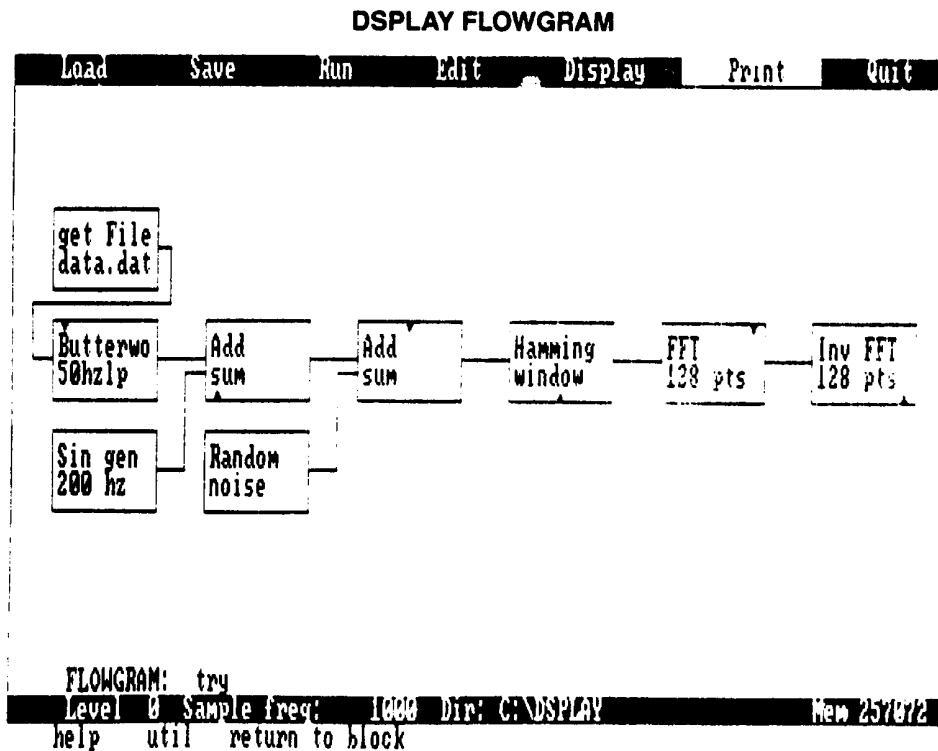 DSPLAY FLOWGRAM
Load Save Run Edit Display Print Quit
get File
data.dat
Butterwo
50hzlp
Add
sum
Add
sum
Hamming
window
FFT
128 pts
Inv FFT
128 pts
Sin gen
200 hz
Random
noise
FLOWGRAM: try
Level 0 Sample freq: 1000 Dir: C:\DSPLAY Mem 257072
help util return to block